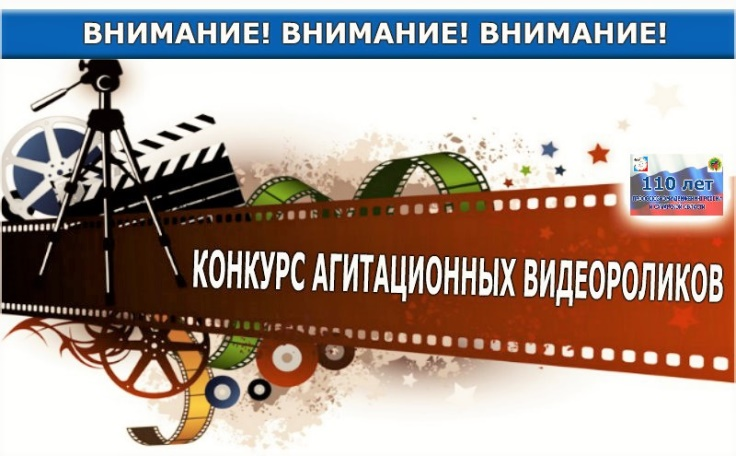 ВНИМАНИЕ! ВНИМАНИЕ! ВНИМАНИЕ!
110 лет
КОНКУРС АГИТАЦИОННЫХ ВИДЕОРОЛИКОВ